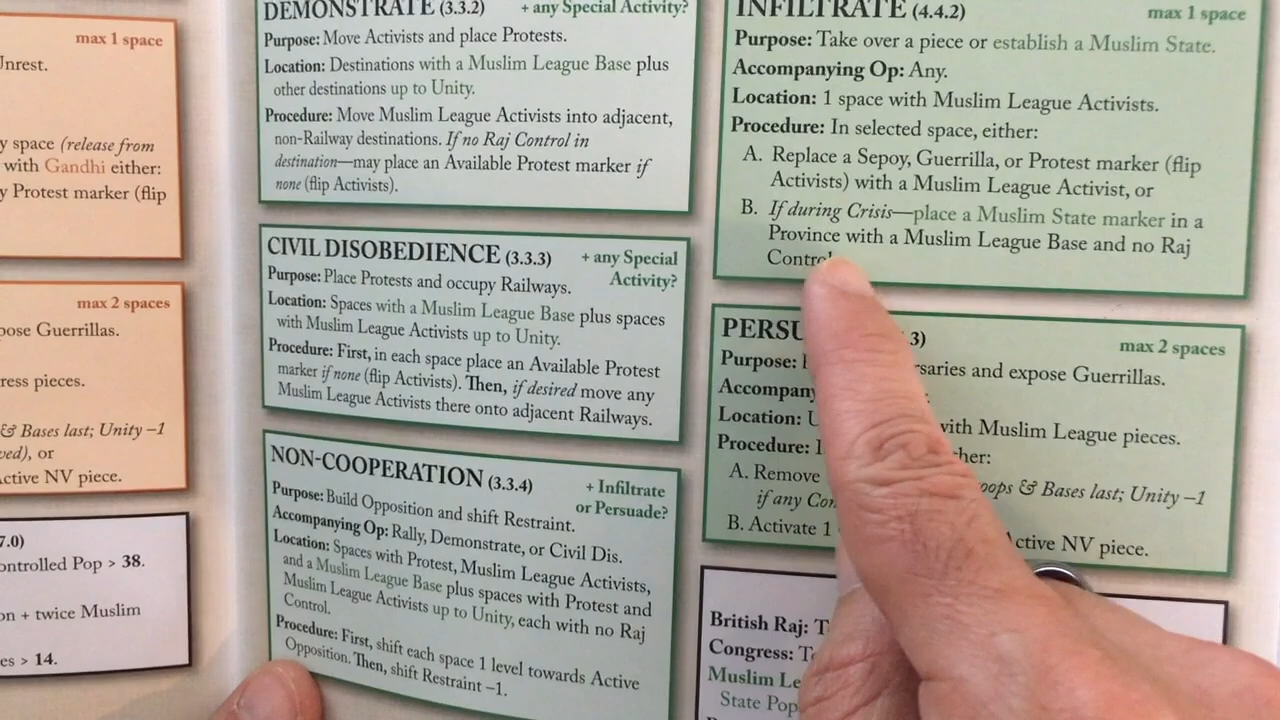 max 1 space
Unrest.
y space (release from
with Gandhi either:
y Protest marker (flip
max 2 spaces
pose Guerrillas.
ress pieces.
& Bases last; Unity –1
ved), or
ctive NV piece.
7.0)
ontrolled Pop > 38.
on + twice Muslim
es > 14.
DEMONSTRATE (3.3.2) + any Special Activity?
Purpose: Move Activists and place Protests.
Location: Destinations with a Muslim League Base plus
other destinations up to Unity.
Procedure: Move Muslim League Activists into adjacent,
non-Railway destinations. If no Raj Control in
destination—may place an Available Protest marker if
none (flip Activists).
CIVIL DISOBEDIENCE (3.3.3) + any Special
Activity?
Purpose: Place Protests and occupy Railways.
Location: Spaces with a Muslim League Base plus spaces
with Muslim League Activists up to Unity.
Procedure: First, in each space place an Available Protest
marker if none (flip Activists). Then, if desired move any
Muslim League Activists there onto adjacent Railways.
NON-COOPERATION (3.3.4) + Infiltrate
or Persuade?
Purpose: Build Opposition and shift Restraint.
Accompanying Op: Rally, Demonstrate, or Civil Dis.
Location: Spaces with Protest, Muslim League Activists,
and a Muslim League Base plus spaces with Protest and
Muslim League Activists up to Unity, each with no Raj
Control.
Procedure: First, shift each space 1 level towards Active
Opposition. Then, shift Restraint –1.
INFILTRATE (4.4.2) max 1 space
Purpose: Take over a piece or establish a Muslim State.
Accompanying Op: Any.
Location: 1 space with Muslim League Activists.
Procedure: In selected space, either:
A. Replace a Sepoy, Guerrilla, or Protest marker (flip
Activists) with a Muslim League Activist, or
B. If during Crisis—place a Muslim State marker in a
Province with a Muslim League Base and no Raj
Control
PERSU 3) max 2 spaces
Purpose: saries and expose Guerrillas.
Accompany
Location: U with Muslim League pieces.
Procedure: her:
A. Remove oops & Bases last; Unity –1
if any Con
B. Activate 1 ctive NV piece.
British Raj: T
Congress: To
Muslim Le
State Pop